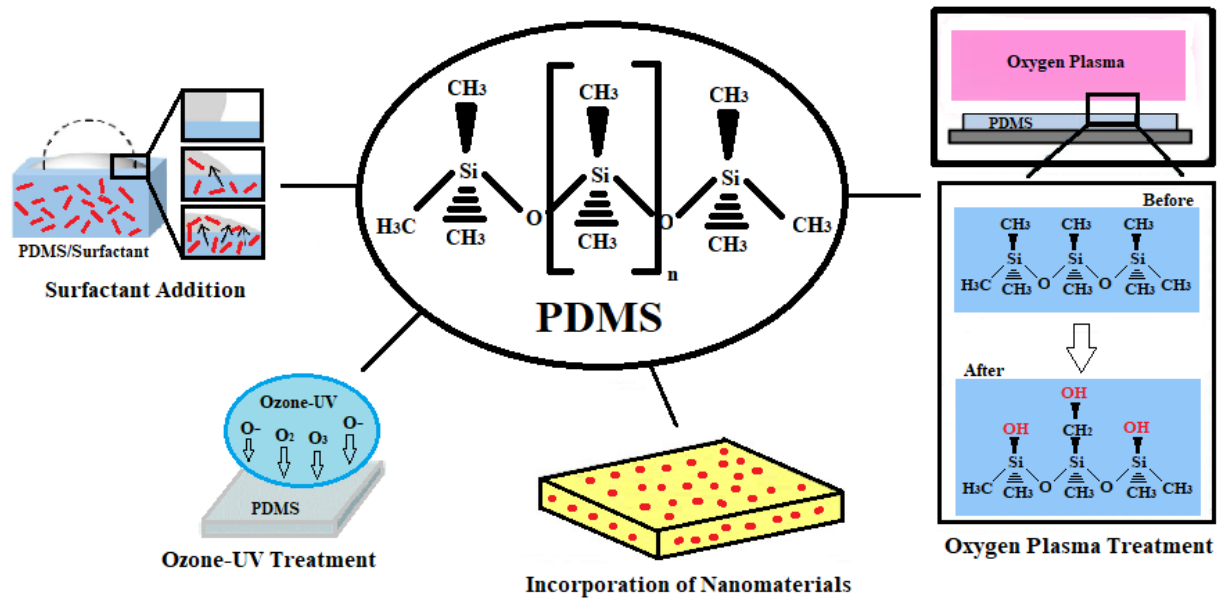 PDMS/Surfactant
Surfactant Addition
CH3 CH3 CH3
Si Si Si
H3C CH3 O CH3 O CH3 CH3
n
PDMS
Ozone-UV
O- O2 O3 O-
PDMS
Ozone-UV Treatment
Incorporation of Nanomaterials
Oxygen Plasma
PDMS
Before
CH3 CH3 CH3
Si Si Si
H3C CH3 O CH3 O CH3 CH3
After
OH
OH CH2 OH
Si Si Si
H3C CH3 O CH3 O CH3 CH3
Oxygen Plasma Treatment